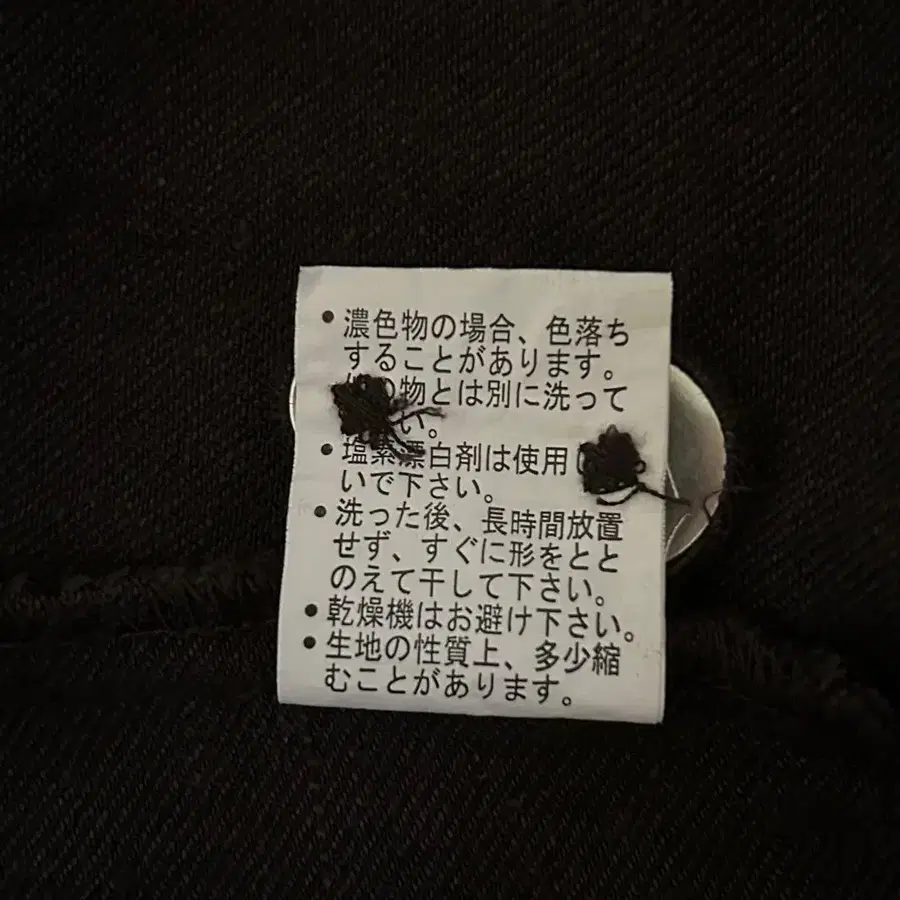 • 濃色物の場合、色落ち
することがあります。
の物とは別に洗って
い。
• 塩素漂白剤は使用し
いで下さい。
• 洗った後、長時間放置
せず、すぐに形をとと
のえて干して下さい。
• 乾燥機はお避け下さい。
• 生地の性質上、多少縮
むことがあります。